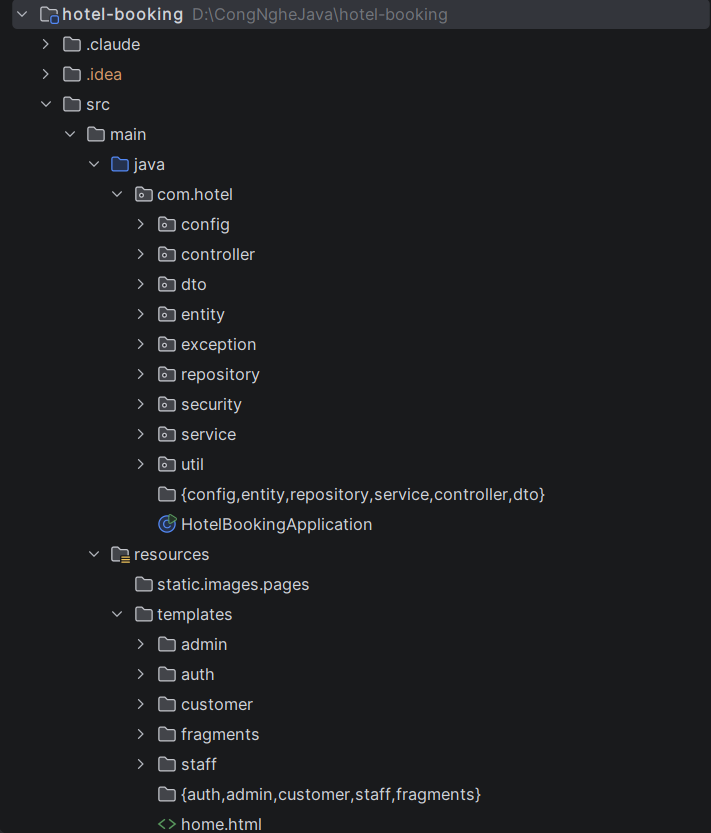 hotel-booking D:\CongNgheJava\hotel-booking
.claude
.idea
src
main
java
com.hotel
config
controller
dto
entity
exception
repository
security
service
util
{config,entity,repository,service,controller,dto}
HotelBookingApplication
resources
static.images.pages
templates
admin
auth
customer
fragments
staff
{auth,admin,customer,staff,fragments}
<> home.html